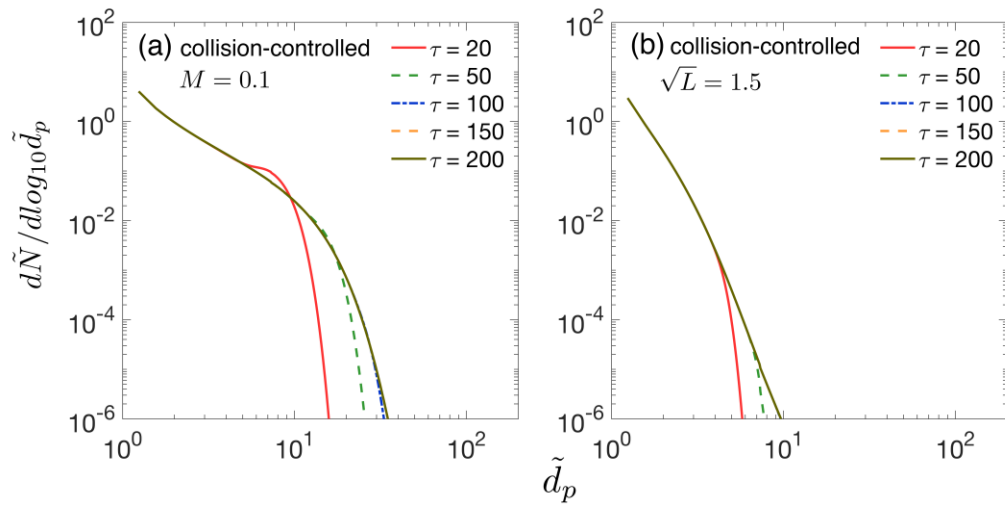 (a) collision-controlled
M = 0.1
τ = 20
τ = 50
τ = 100
τ = 150
τ = 200
10^2
10^0
10^-2
10^-4
10^-6
10^0
10^1
10^2
dÑ/dlog₁₀d̃ₚ
(b) collision-controlled
√L = 1.5
τ = 20
τ = 50
τ = 100
τ = 150
τ = 200
10^2
10^0
10^-2
10^-4
10^-6
10^0
10^1
10^2
d̃ₚ